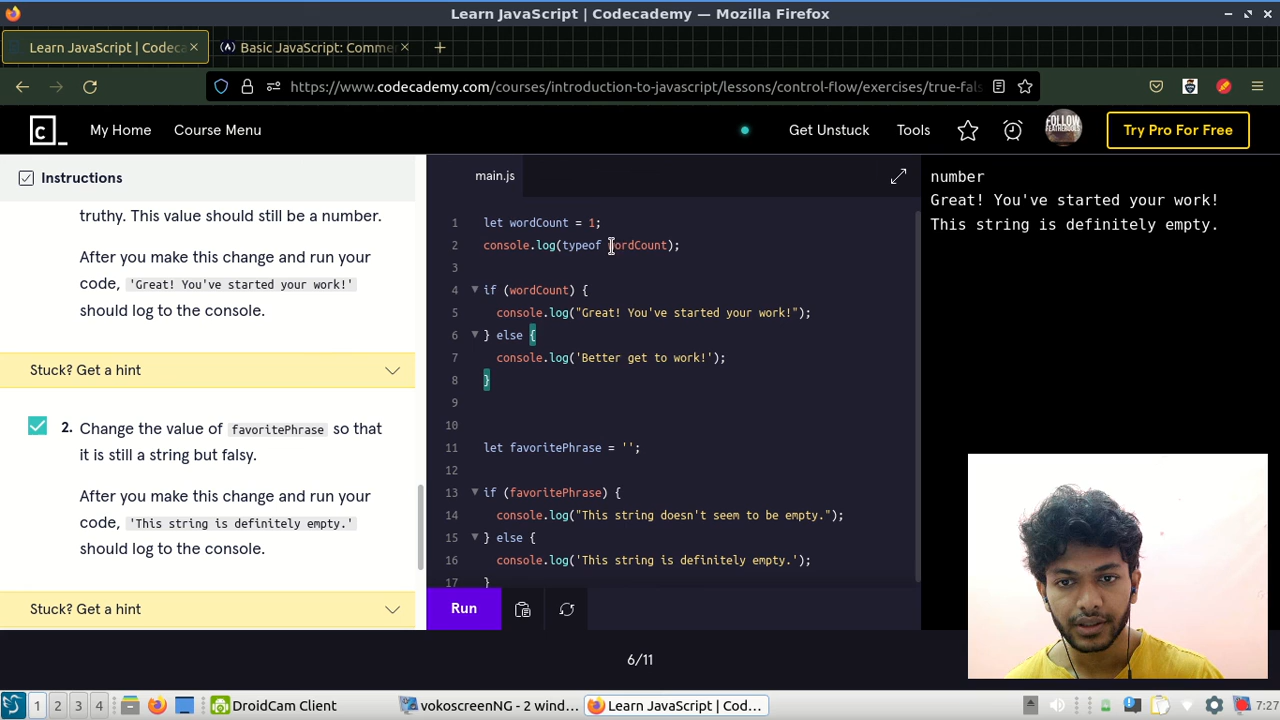 Learn JavaScript | Codecademy — Mozilla Firefox
Learn JavaScript | Codeca
Basic JavaScript: Comme
https://www.codecademy.com/courses/introduction-to-javascript/lessons/control-flow/exercises/true-fals
c_
My Home
Course Menu
Get Unstuck
Tools
FOLLOW
Try Pro For Free
Instructions
truthy. This value should still be a number.
After you make this change and run your
code, 'Great! You've started your work!'
should log to the console.
Stuck? Get a hint
2. Change the value of favoritePhrase so that
it is still a string but falsy.
After you make this change and run your
code, 'This string is definitely empty.'
should log to the console.
Stuck? Get a hint
main.js
1 let wordCount = 1;
2 console.log(typeof wordCount);
3
4 if (wordCount) {
5 console.log("Great! You've started your work!");
6 } else {
7 console.log('Better get to work!');
8 }
9
10
11 let favoritePhrase = '';
12
13 if (favoritePhrase) {
14 console.log("This string doesn't seem to be empty.");
15 } else {
16 console.log('This string is definitely empty.');
17 }
Run
number
Great! You've started your work!
This string is definitely empty.
6/11
1 2 3 4
DroidCam Client
vokoscreenNG - 2 wind...
Learn JavaScript | Cod...
7:27